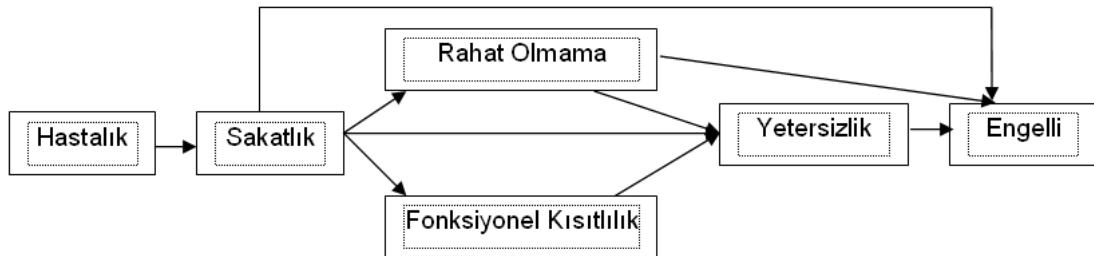 Rahat Olmama
Hastalık
Sakatlık
Yetersizlik
Engelli
Fonksiyonel Kısıtlılık